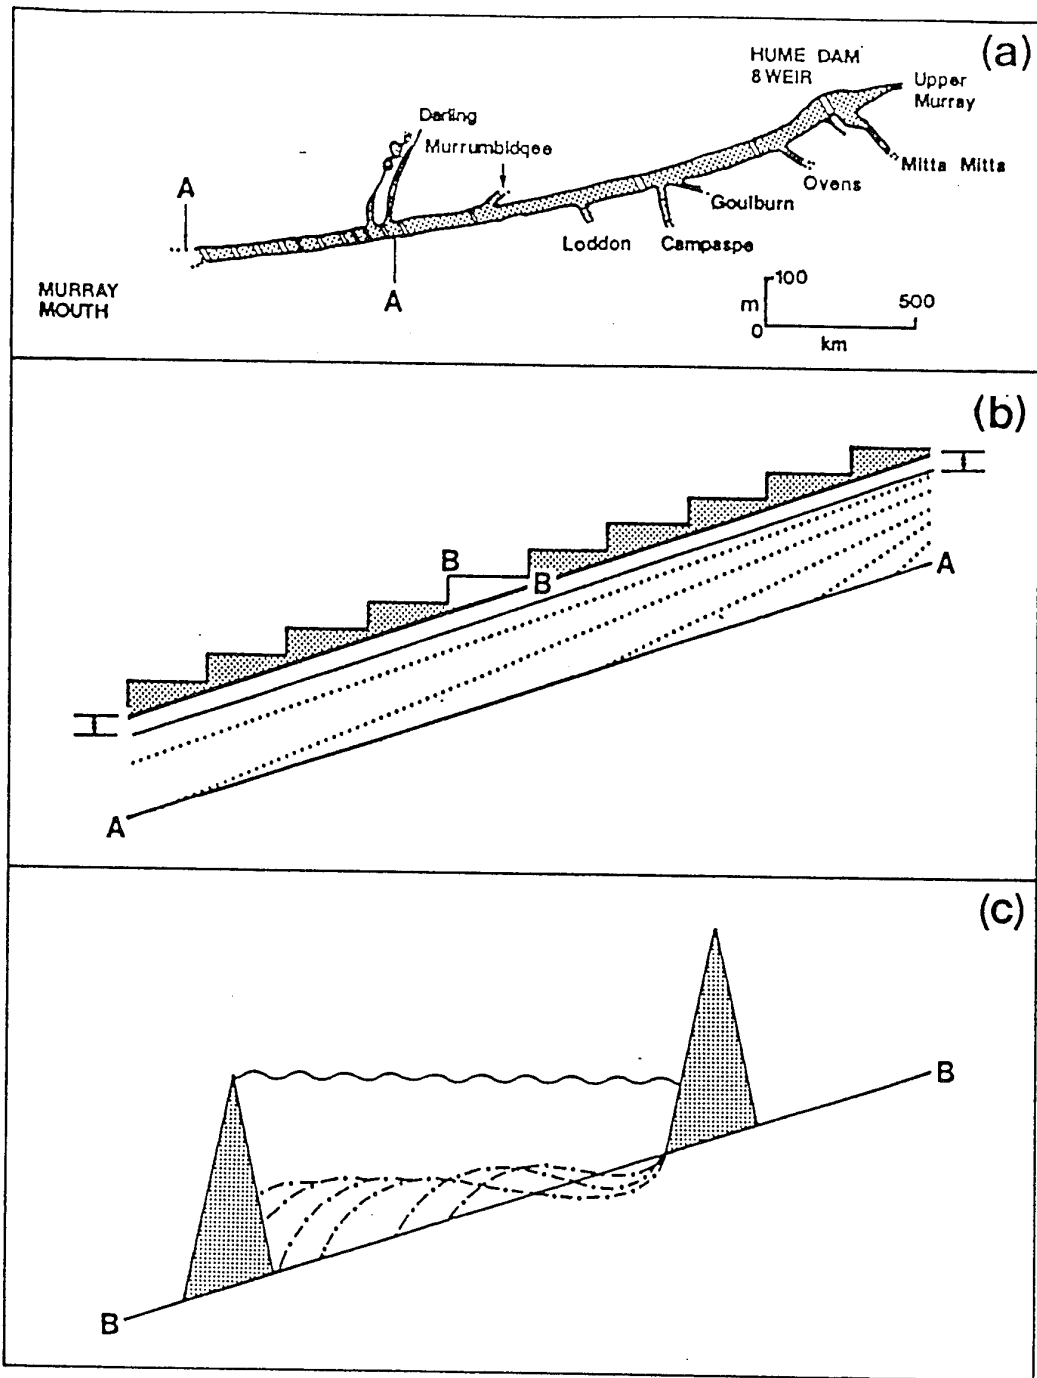 (a)
HUME DAM
8 WEIR
Upper
Murray
Darling
Murrumbidgee
Mitta Mitta
Ovens
Goulburn
A
Loddon
Campaspe
A
MURRAY
MOUTH
100
m
0
500
km
(b)
B
B
A
A
(c)
B
B